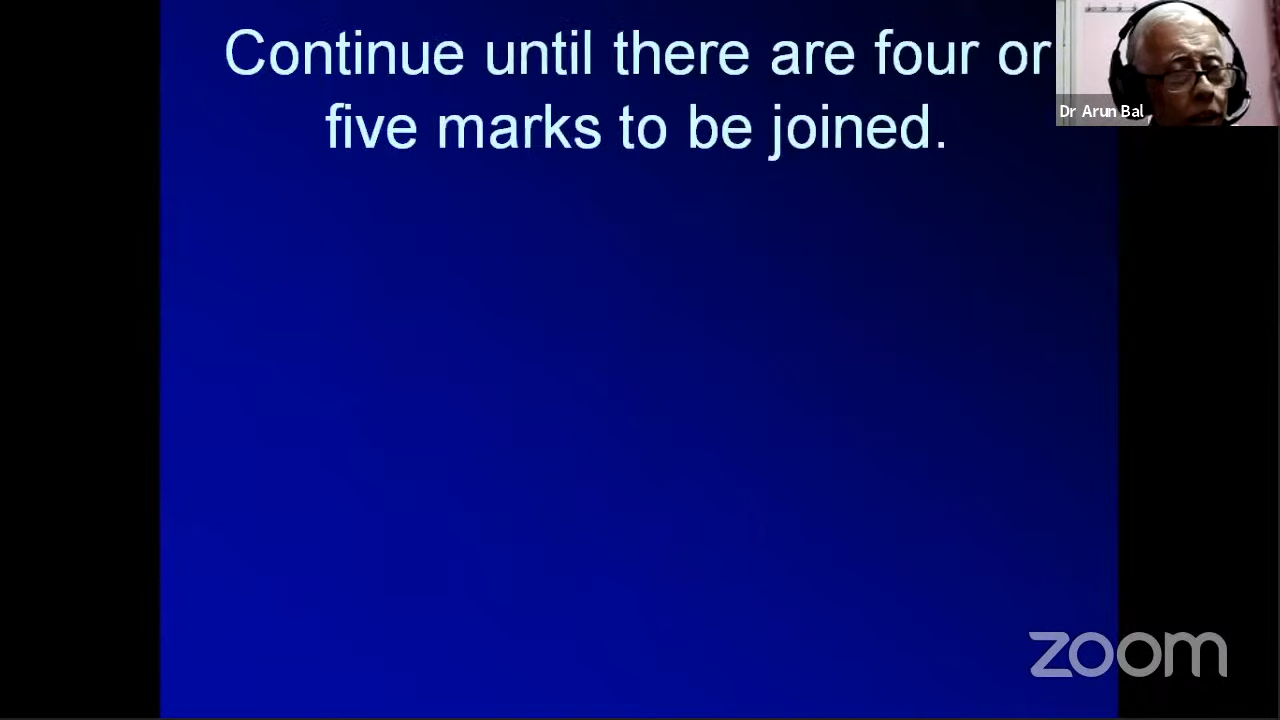 Continue until there are four or
five marks to be joined.
Dr Arun Bal
zoom